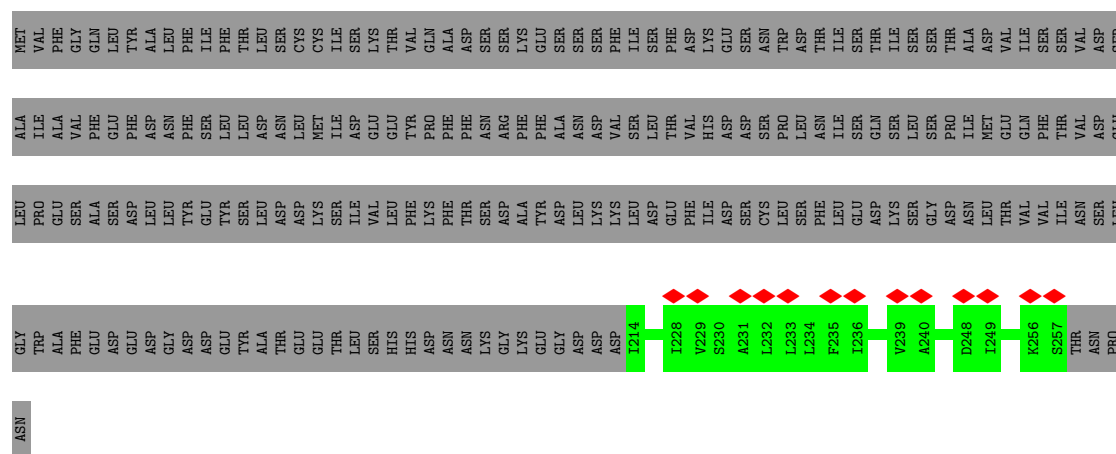 MET VAL PHE GLY GLN LEU TYR ALA LEU PHE ILE PHE THR LEU SER CYS CYS ILE SER LYS THR VAL GLN ALA ASP SER SER LYS GLU SER SER SER PHE ILE SER PHE ASP LYS GLU SER ASN TRP ASP THR ILE SER THR ILE SER SER THR ALA ASP VAL ILE SER SER VAL ASP SER
ALA ILE ALA VAL PHE GLU PHE ASP ASN PHE SER LEU LEU ASP ASN LEU MET ILE ASP GLU GLU TYR PRO PHE PHE ASN ARG PHE PHE ALA ASN ASP VAL SER LEU THR VAL HIS ASP ASP SER PRO LEU ASN ILE SER GLN SER LEU SER PRO ILE MET GLU GLN PHE THR VAL ASP GLU
LEU PRO GLU SER ALA SER ASP LEU LEU TYR GLU TYR SER LEU ASP ASP LYS SER ILE VAL LEU PHE LYS PHE THR SER ASP ALA TYR ASP LEU LYS LYS LEU ASP GLU PHE ILE ASP SER CYS LEU SER PHE LEU GLU ASP LYS SER GLY ASP ASN LEU THR VAL VAL ILE ASN SER LEU
GLY TRP ALA PHE GLU ASP GLU ASP GLY ASP ASP GLU TYR ALA THR GLU GLU THR LEU SER HIS HIS ASP ASN ASN LYS GLY LYS GLU GLY ASP ASP ASP I214 I228 V229 S230 A231 L232 L233 L234 F235 I236 V239 A240 D248 I249 K256 S257 THR ASN PRO
ASN